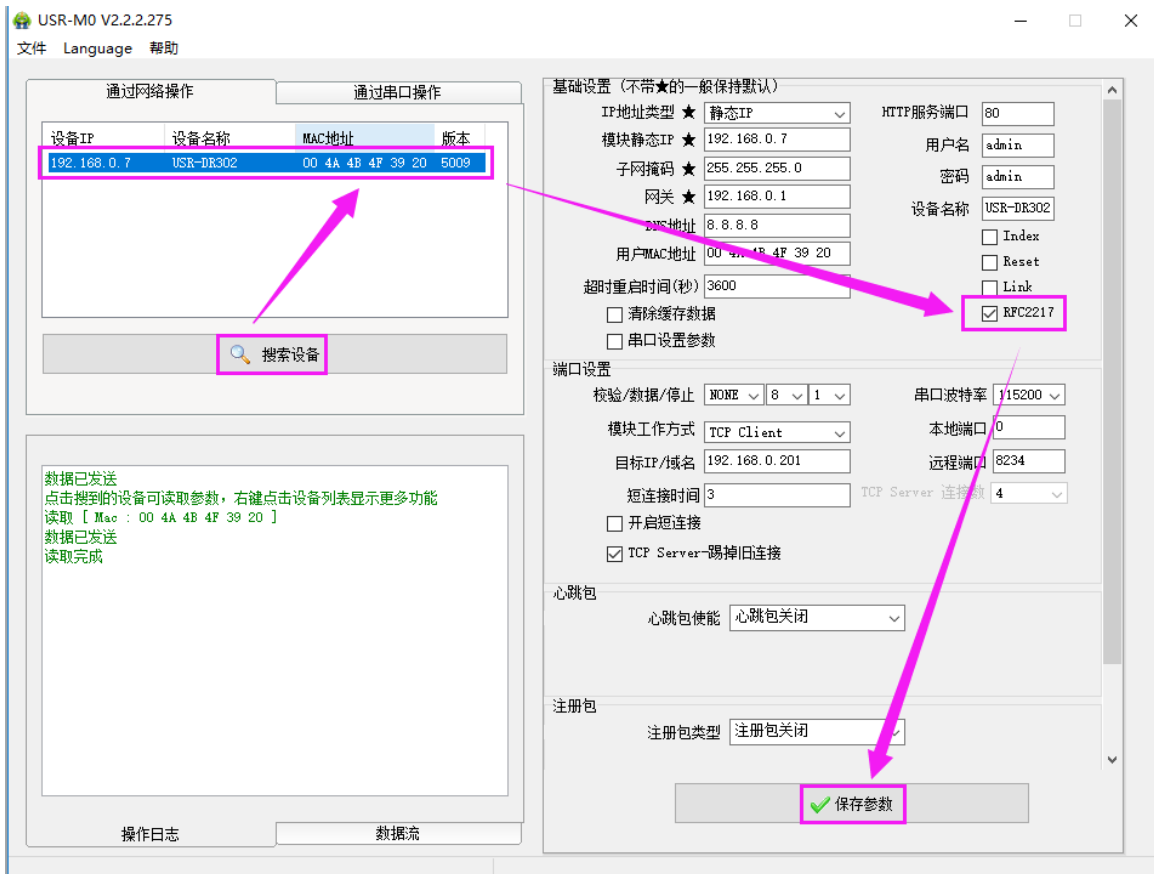 USR-M0 V2.2.2.275
文件 Language 帮助
通过网络操作 通过串口操作
设备IP 设备名称 MAC地址 版本
192.168.0.7 USR-DR302 00 4A 4B 4F 39 20 5009
搜索设备
数据已发送
点击搜到的设备可读取参数，右键点击设备列表显示更多功能
读取 [ Mac : 00 4A 4B 4F 39 20 ]
数据已发送
读取完成
操作日志 数据流
基础设置（不带★的一般保持默认）
IP地址类型 ★ 静态IP
模块静态IP ★ 192.168.0.7
子网掩码 ★ 255.255.255.0
网关 ★ 192.168.0.1
DNS地址 8.8.8.8
用户MAC地址 00 4A 4B 4F 39 20
超时重启时间(秒) 3600
清除缓存数据
串口设置参数
HTTP服务端口 80
用户名 admin
密码 admin
设备名称 USR-DR302
Index
Reset
Link
RFC2217
端口设置
校验/数据/停止 NONE 8 1 串口波特率 115200
模块工作方式 TCP Client 本地端口 0
目标IP/域名 192.168.0.201 远程端口 8234
短连接时间 3 TCP Server 连接数 4
开启短连接
TCP Server-踢掉旧连接
心跳包
心跳包使能 心跳包关闭
注册包
注册包类型 注册包关闭
保存参数